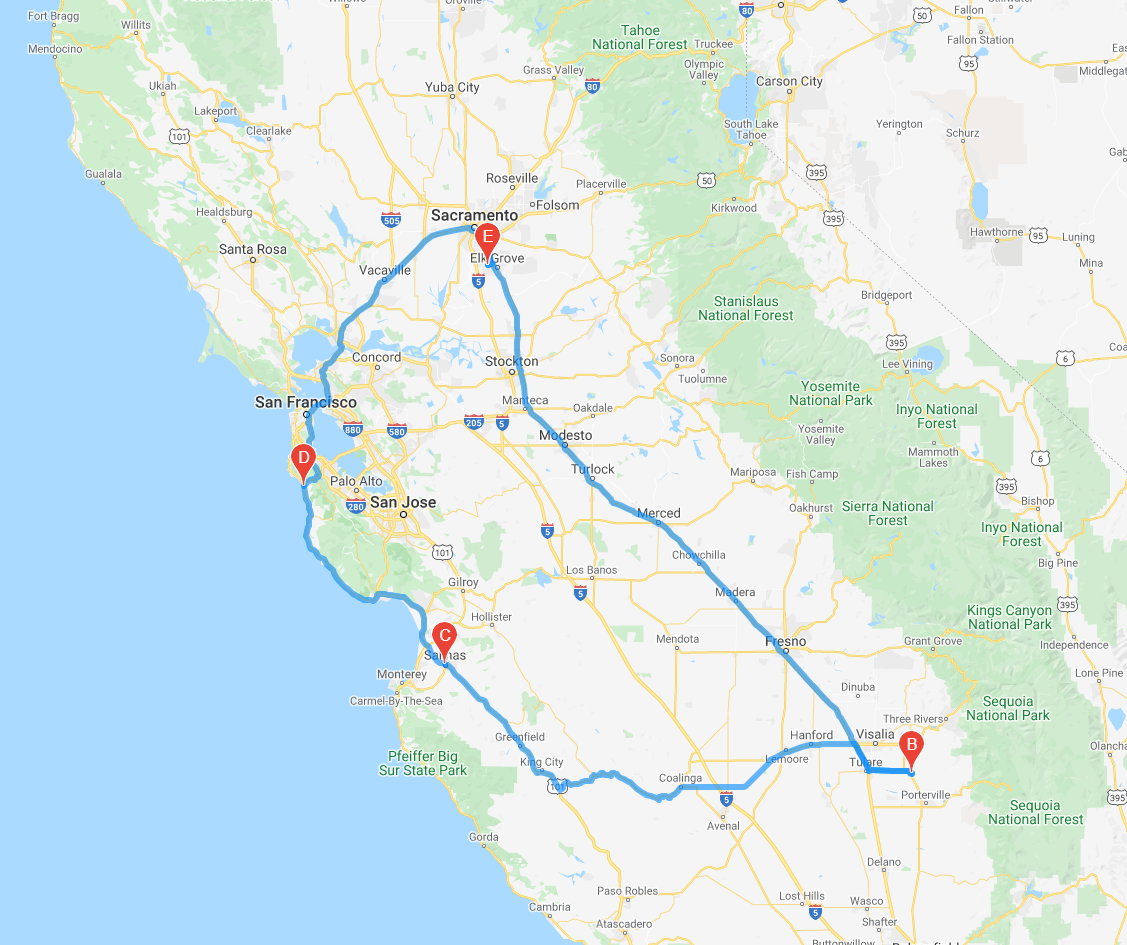 Fort Bragg
Willows
Oroville
80
50
Fallon
Stillwater
Willits
Mendocino
Tahoe
National Forest
Truckee
Fallon Station
95
Eas
Middlegat
Grass Valley
80
Olympic
Valley
Carson City
Ukiah
Yuba City
Lakeport
Clearlake
101
South Lake
Tahoe
Yerington
Schurz
Gab
Gualala
Roseville
Placerville
50
395
Folsom
Kirkwood
Healdsburg
505
Sacramento
395
Hawthorne
95
Luning
Santa Rosa
E
Elk Grove
Vacaville
5
Mina
Bridgeport
Stanislaus
National Forest
395
Coa
Concord
Stockton
Sonora
Tuolumne
Lee Vining
6
San Francisco
Manteca
Oakdale
Yosemite
National Park
Inyo National
Forest
880
580
205
5
Modesto
Yosemite
Valley
Mammoth
Lakes
6
D
Palo Alto
Turlock
Mariposa
Fish Camp
395
Bishop
280
San Jose
Merced
Oakhurst
Sierra National
Forest
Inyo National
Forest
5
101
Chowchilla
Big Pine
Gilroy
Los Banos
5
Madera
395
Hollister
Kings Canyon
National Park
C
Salinas
Mendota
Fresno
Grant Grove
Independence
Monterey
Dinuba
Lone Pine
Carmel-By-The-Sea
Sequoia
National Park
Three Rivers
Greenfield
Hanford
Visalia
B
Olancha
Pfeiffer Big
Sur State Park
King City
Lemoore
Tulare
101
Coalinga
5
Porterville
395
Avenal
Sequoia
National Forest
Gorda
Delano
Paso Robles
Lost Hills
Wasco
Cambria
5
Shafter
Atascadero
Buttonwillow